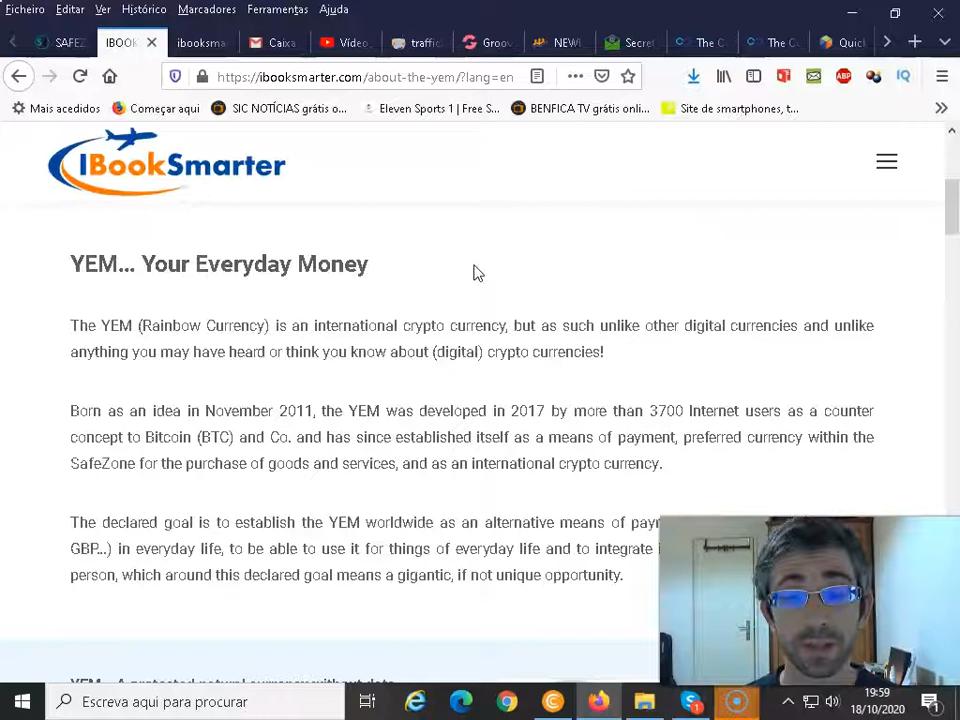 Ficheiro Editar Ver Histórico Marcadores Ferramentas Ajuda
SAFEZ IBOOK ibooksma Caixa Vídeo traffic Groov NEW! Secret The C The C Quick
https://ibooksmarter.com/about-the-yem/?lang=en ABP IQ
Mais acedidos Começar aqui SIC NOTÍCIAS grátis o... Eleven Sports 1 | Free S... BENFICA TV grátis onli... Site de smartphones, t...
IBookSmarter
YEM... Your Everyday Money
The YEM (Rainbow Currency) is an international crypto currency, but as such unlike other digital currencies and unlike
anything you may have heard or think you know about (digital) crypto currencies!
Born as an idea in November 2011, the YEM was developed in 2017 by more than 3700 Internet users as a counter
concept to Bitcoin (BTC) and Co. and has since established itself as a means of payment, preferred currency within the
SafeZone for the purchase of goods and services, and as an international crypto currency.
The declared goal is to establish the YEM worldwide as an alternative means of
GBP...) in everyday life, to be able to use it for things of everyday life and to integrate
person, which around this declared goal means a gigantic, if not unique opportunity.
Escreva aqui para procurar
19:59
18/10/2020